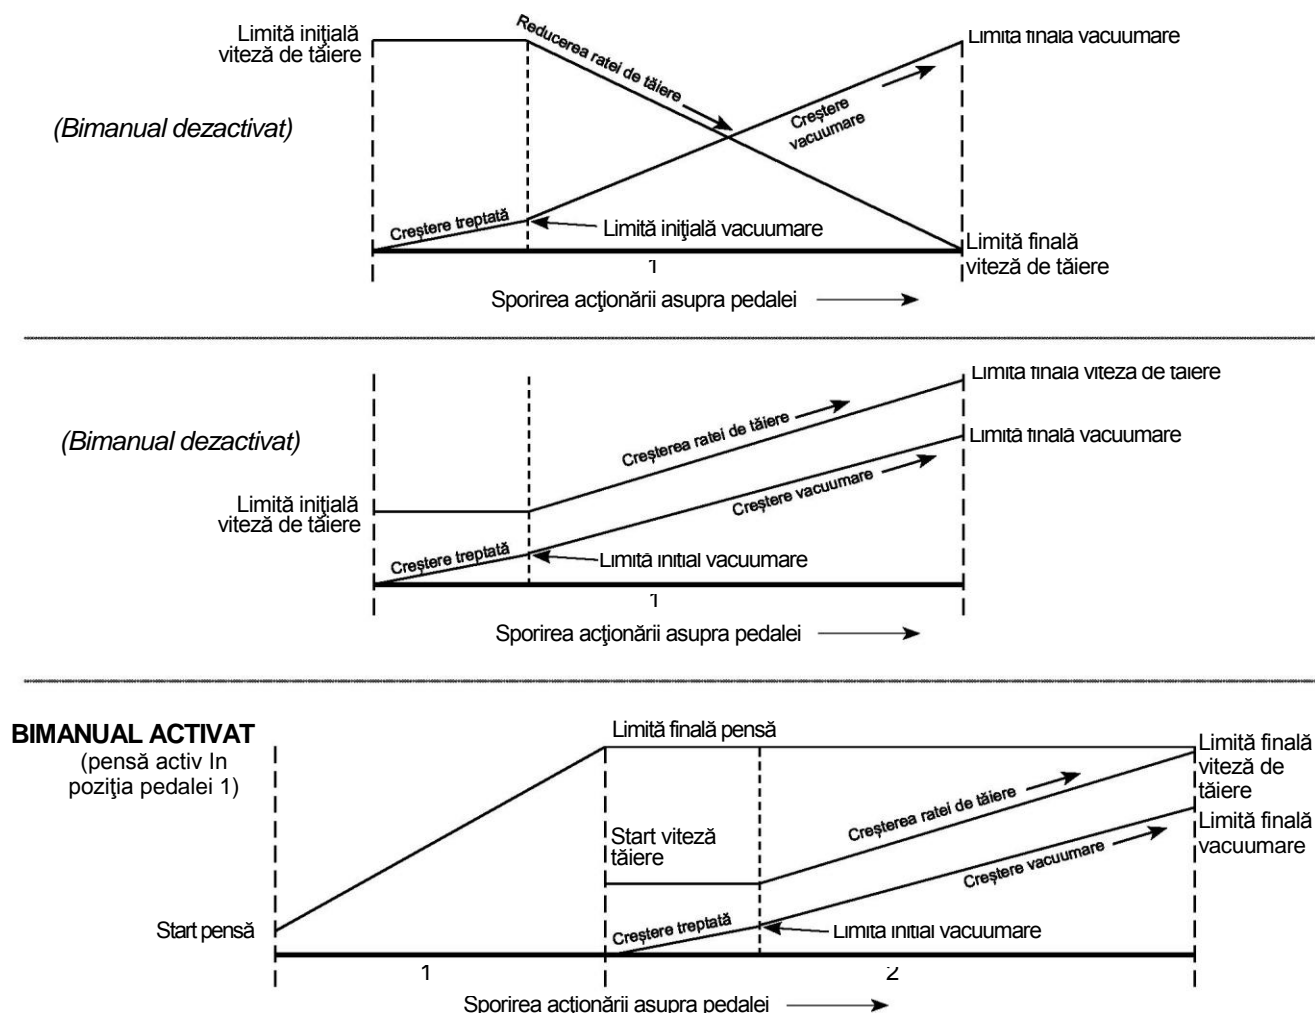 Limită iniţială
viteză de tăiere
Reducerea ratei de tăiere
Limită finală vacuumare
(Bimanual dezactivat)
Creştere
vacuumare
Creştere treptată
Limită iniţială vacuumare
Limită finală
viteză de tăiere
1
Sporirea acţionării asupra pedalei
Limită finală viteză de tăiere
(Bimanual dezactivat)
Creşterea ratei de tăiere
Limită finală vacuumare
Creştere vacuumare
Limită iniţială
viteză de tăiere
Creştere treptată
Limită iniţial vacuumare
1
Sporirea acţionării asupra pedalei
BIMANUAL ACTIVAT
(pensă activ In
poziţia pedalei 1)
Limită finală pensă
Limită finală
viteză de
tăiere
Creşterea ratei de tăiere
Start viteză
tăiere
Limită finală
vacuumare
Creştere vacuumare
Start pensă
Creştere treptată
Limită iniţial vacuumare
1
2
Sporirea acţionării asupra pedalei